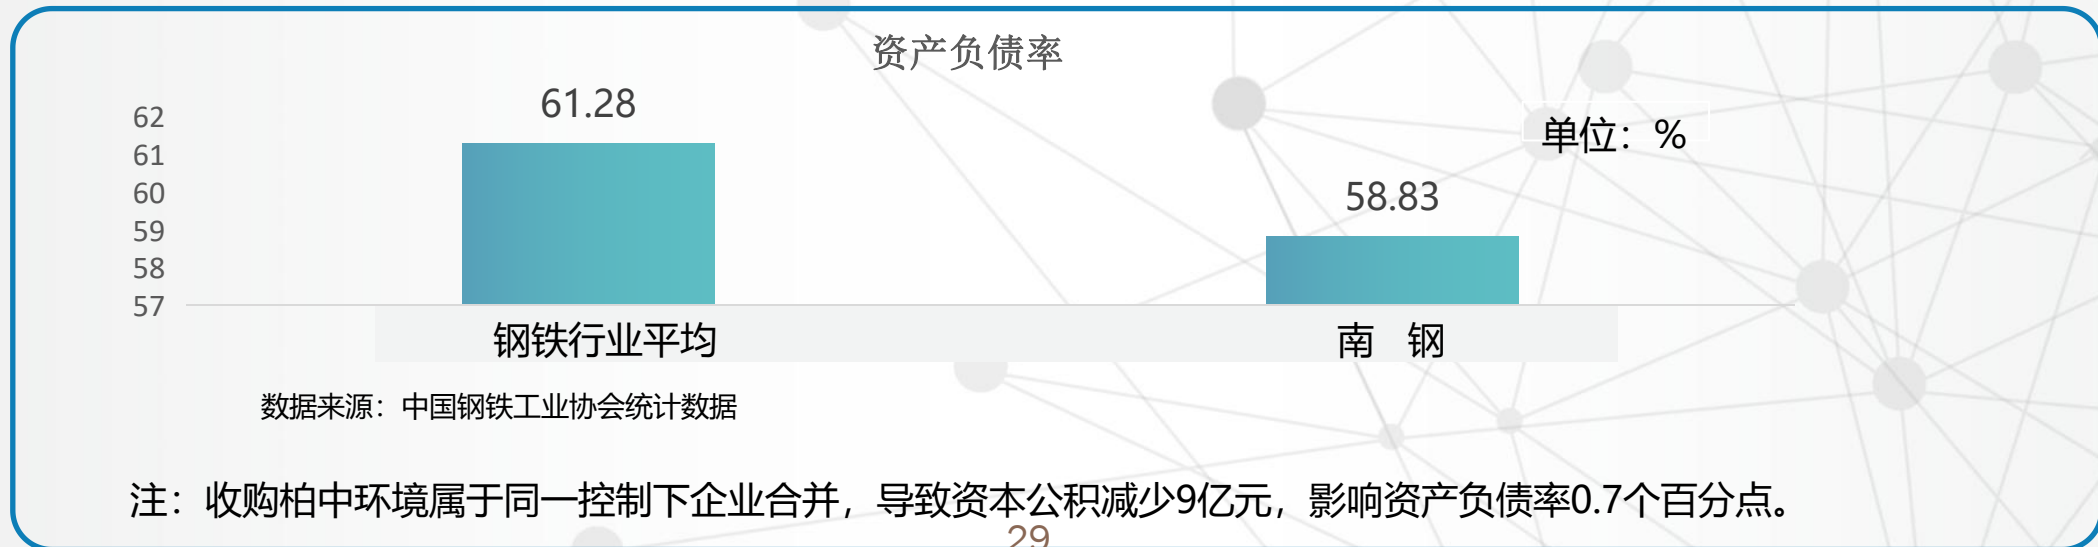 资产负债率
单位：%
62
61
60
59
58
57
61.28
58.83
钢铁行业平均
南 钢
数据来源：中国钢铁工业协会统计数据
注：收购柏中环境属于同一控制下企业合并，导致资本公积减少9亿元，影响资产负债率0.7个百分点。
29